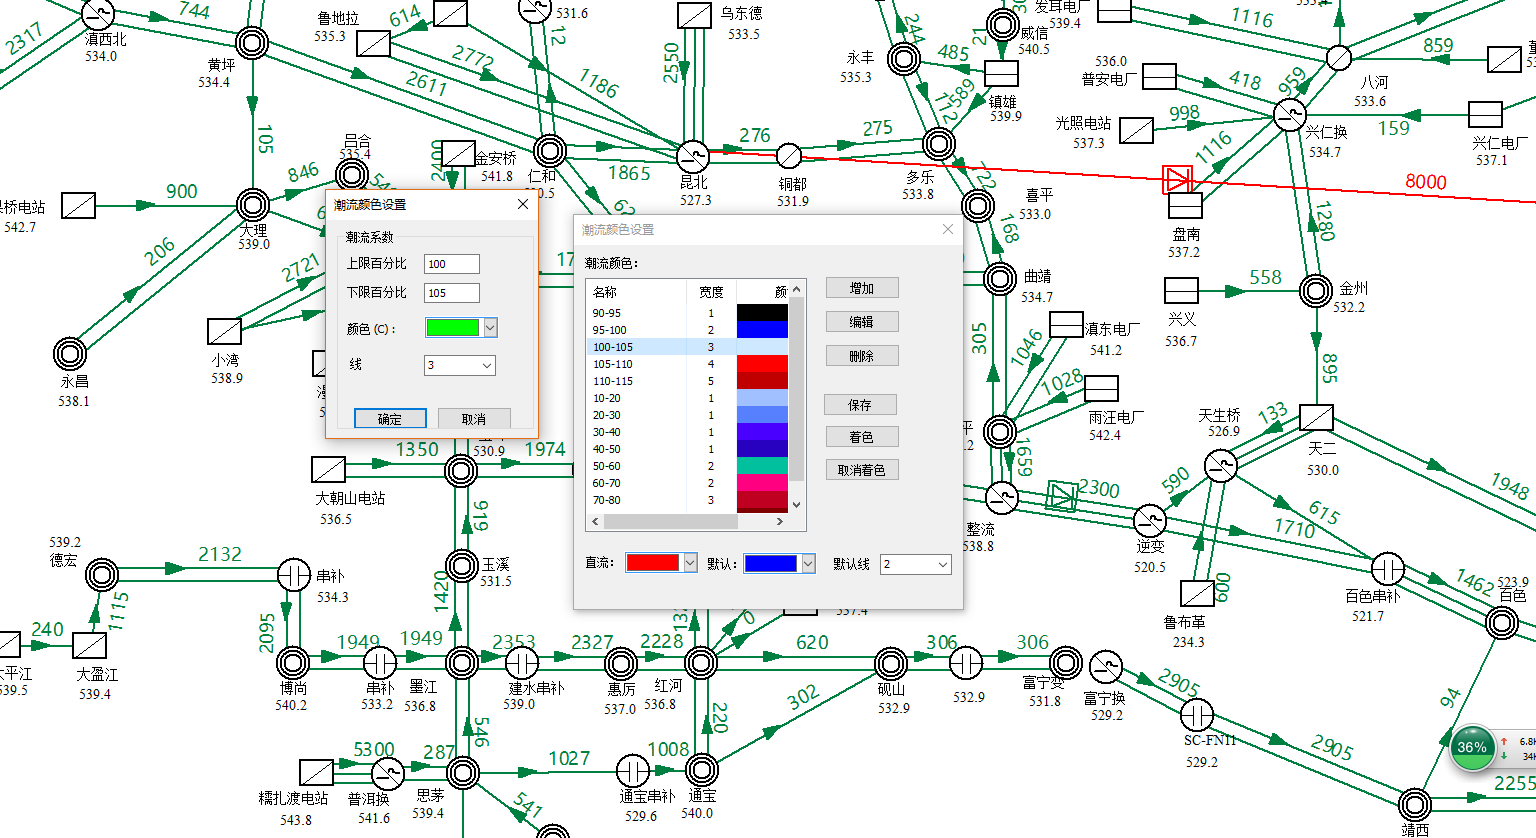 744
2317
滇西北
534.0
黄坪
534.4
鲁地拉
535.3
614
2772
2611
531.6
12
1186
乌东德
533.5
2550
276
275
永丰
535.3
244
485
21
威信
540.5
发耳电厂
539.4
镇雄
539.9
589
772
1116
536.0
普安电厂
418
959
八河
533.6
859
光照电站
537.3
998
兴仁换
534.7
159
兴仁电厂
537.1
1116
105
吕合
535.4
846
900
542.7
大理
539.0
206
2721
小湾
538.9
永昌
538.1
2400
金安桥
541.8
仁和
1865
昆北
527.3
铜都
531.9
多乐
533.8
722
喜平
533.0
168
8000
盘南
537.2
1280
558
兴义
536.7
金州
532.2
895
曲靖
534.7
305
滇东电厂
541.2
1046
1028
雨汪电厂
542.4
1659
天生桥
526.9
133
天二
530.0
1948
潮流颜色设置
潮流系数
上限百分比
100
下限百分比
105
颜色(C):
线
3
确定
取消
潮流颜色设置
潮流颜色:
名称
宽度
颜
90-95
1
95-100
2
100-105
3
105-110
4
110-115
5
10-20
1
20-30
1
30-40
1
40-50
1
50-60
2
60-70
2
70-80
3
增加
编辑
删除
保存
着色
取消着色
直流:
默认:
默认线
2
530.9
1350
1974
大朝山电站
536.5
919
整流
538.8
2300
590
逆变
520.5
615
1710
1462
523.9
百色
百色串补
521.7
609
鲁布革
234.3
539.2
德宏
2132
串补
534.3
1115
240
大盈江
539.4
太平江
539.5
2095
玉溪
531.5
1420
537.4
0
1949
1949
2353
2327
2228
620
306
306
博尚
540.2
串补
533.2
墨江
536.8
建水串补
539.0
惠厉
537.0
红河
536.8
砚山
532.9
532.9
富宁变
531.8
富宁换
529.2
2905
SC-FN11
529.2
2905
94
546
220
302
5300
287
1027
1008
糯扎渡电站
543.8
普洱换
541.6
思茅
539.4
通宝串补
529.6
通宝
540.0
541
靖西
2255
36%